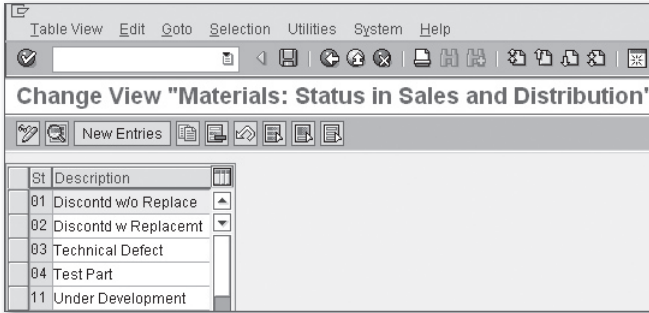 Table View Edit Goto Selection Utilities System Help
Change View "Materials: Status in Sales and Distribution"
New Entries
St Description
01 Discontd w/o Replace
02 Discontd w Replacemt
03 Technical Defect
04 Test Part
11 Under Development